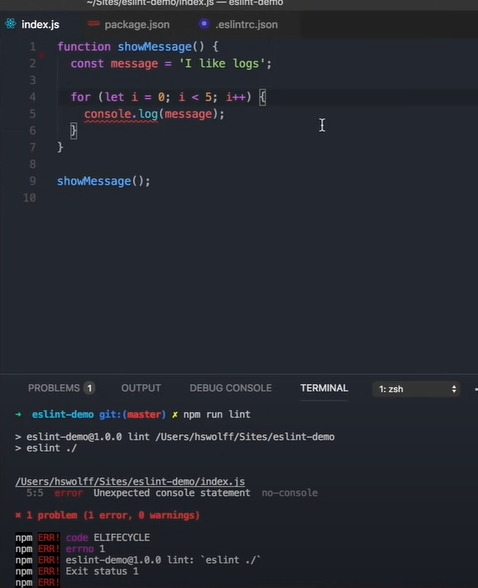 ~/Sites/eslint-demo/index.js — eslint-demo
index.js package.json .eslintrc.json
1 function showMessage() {
2 const message = 'I like logs';
3
4 for (let i = 0; i < 5; i++) {
5 console.log(message);
6 }
7 }
8
9 showMessage();
10
PROBLEMS 1 OUTPUT DEBUG CONSOLE TERMINAL 1: zsh
→ eslint-demo git:(master) ✗ npm run lint
> eslint-demo@1.0.0 lint /Users/hswolff/Sites/eslint-demo
> eslint ./
/Users/hswolff/Sites/eslint-demo/index.js
5:5 error Unexpected console statement no-console
✖ 1 problem (1 error, 0 warnings)
npm ERR! code ELIFECYCLE
npm ERR! errno 1
npm ERR! eslint-demo@1.0.0 lint: `eslint ./`
npm ERR! Exit status 1
npm ERR!